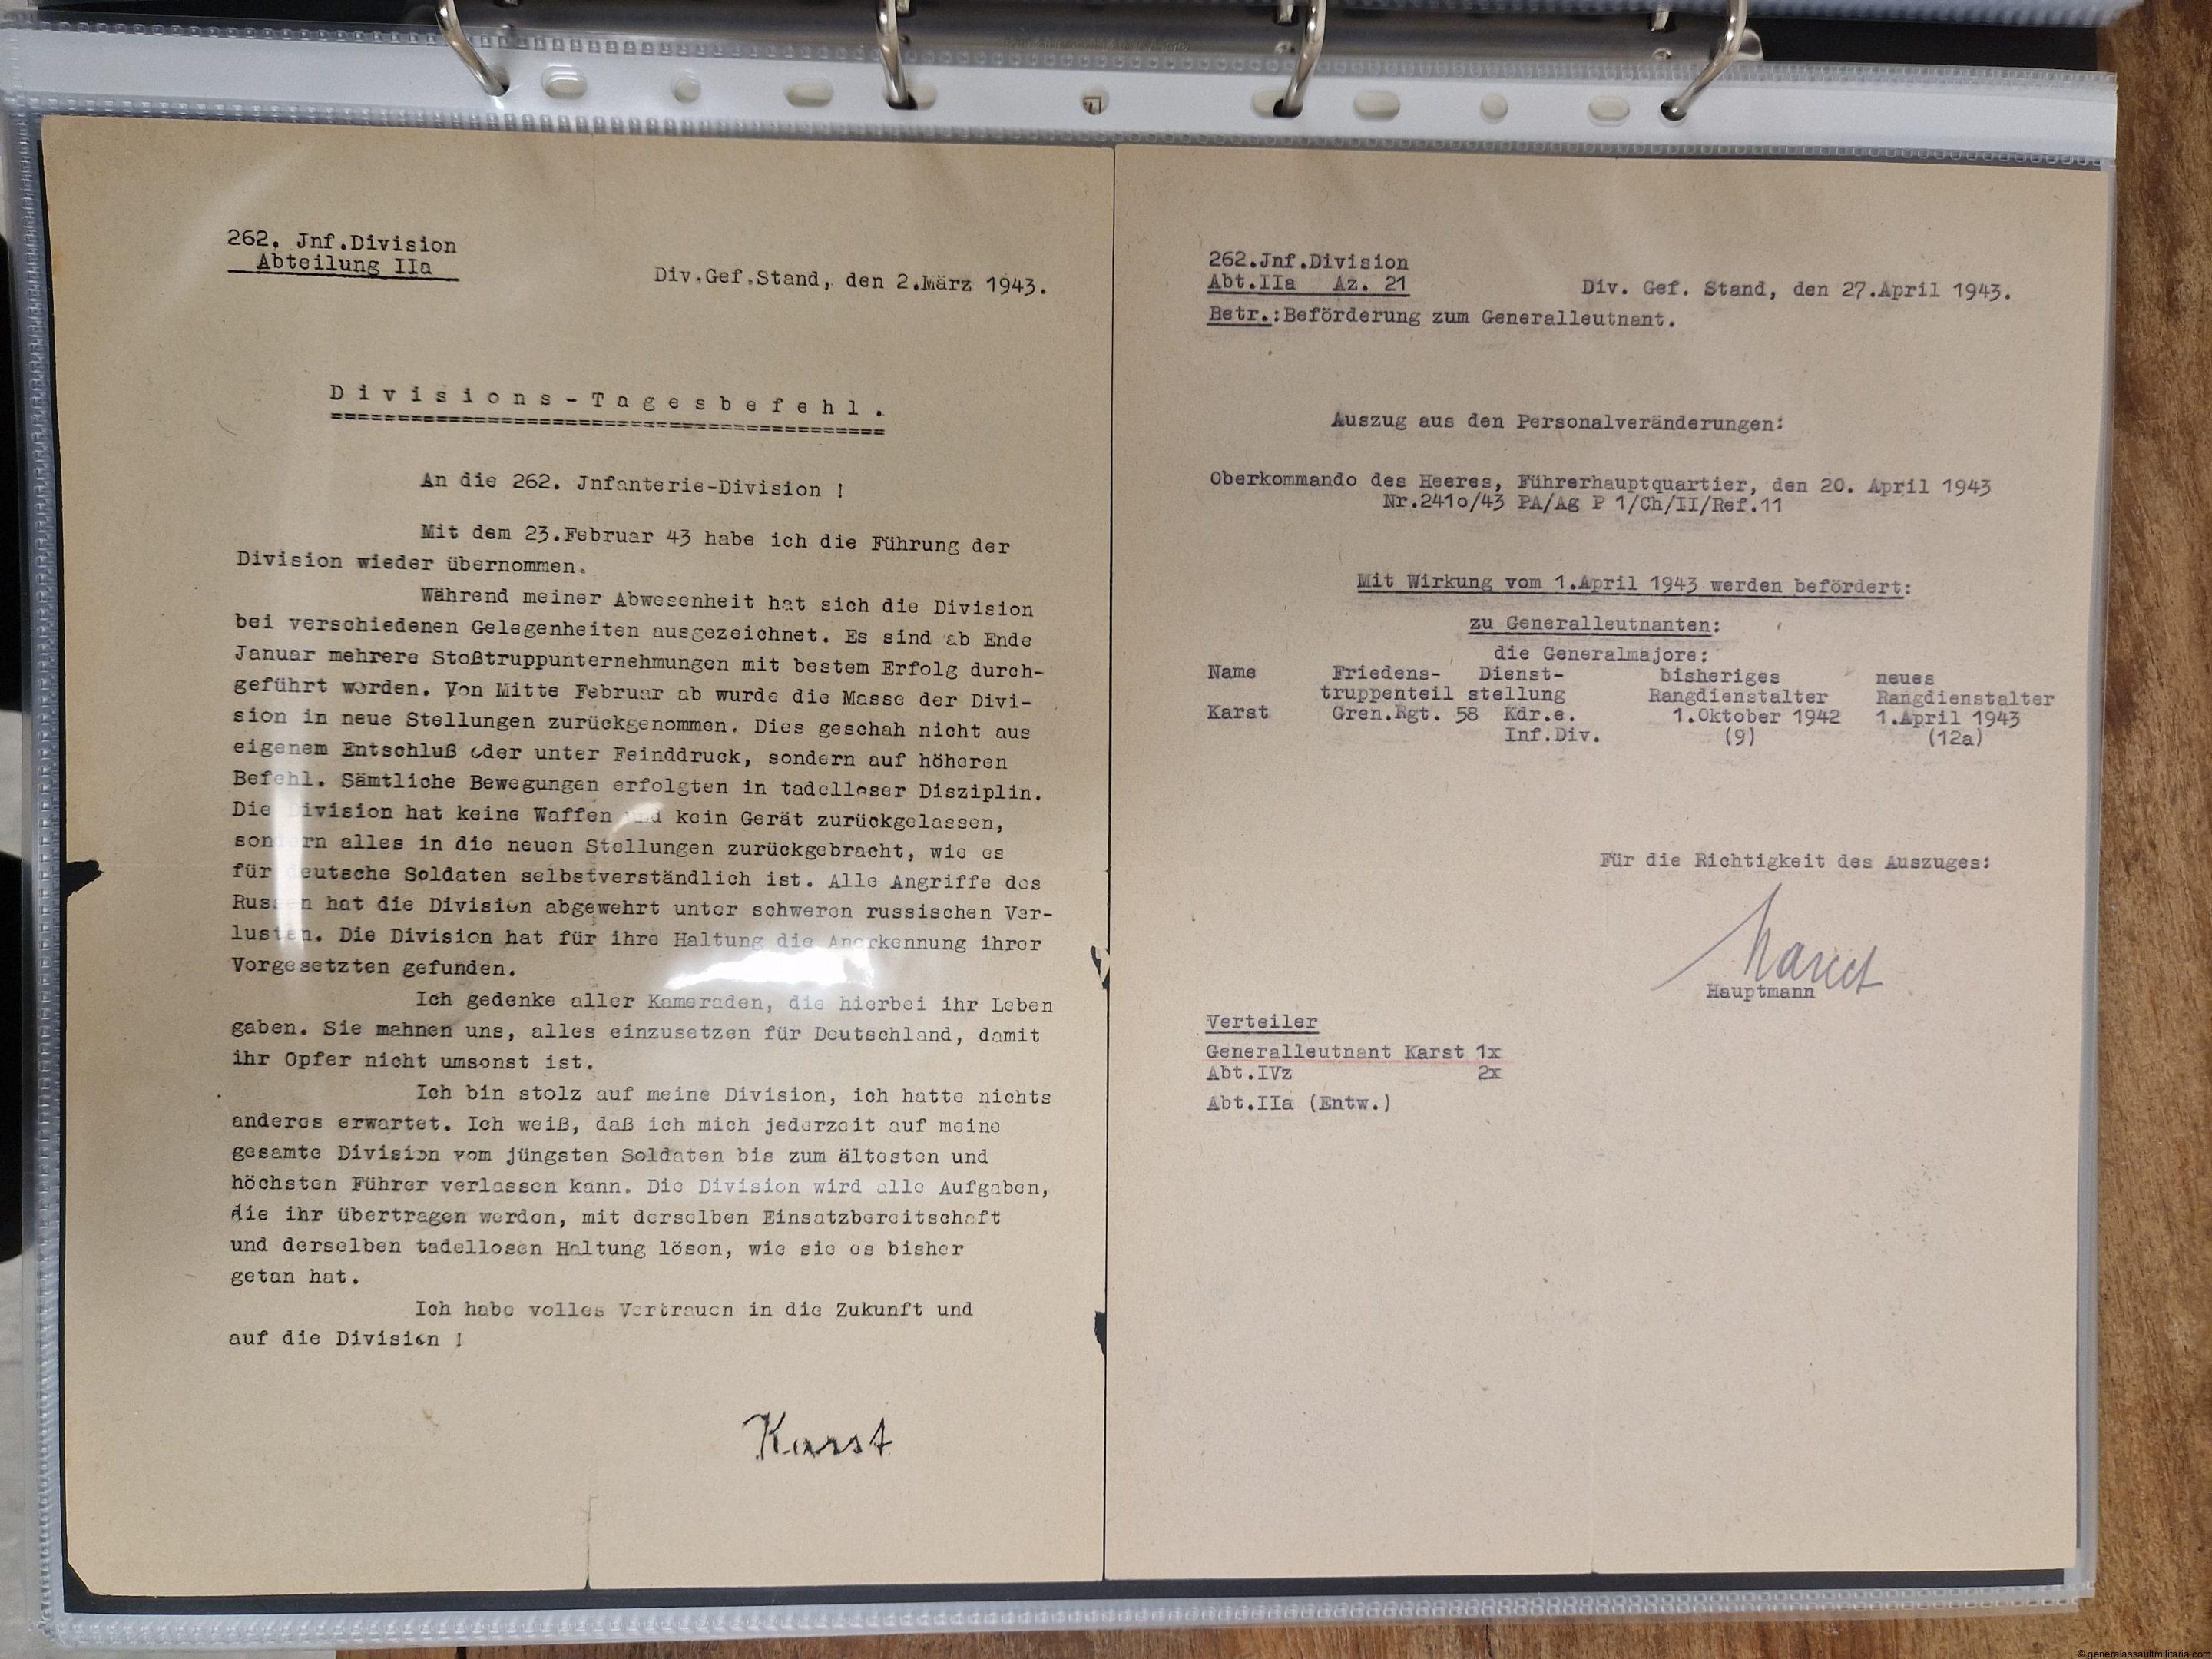 262. Jnf.Division
Abteilung IIa
Div.Gef.Stand, den 2.März 1943.
Divisions-Tagesbefehl.
An die 262. Jnfanterie-Division !
Mit dem 23.Februar 43 habe ich die Führung der
Division wieder übernommen.
Während meiner Abwesenheit hat sich die Division
bei verschiedenen Gelegenheiten ausgezeichnet. Es sind ab Ende
Januar mehrere Stoßtruppunternehmungen mit bestem Erfolg durch-
geführt worden. Von Mitte Februar ab wurde die Masse der Divi-
sion in neue Stellungen zurückgenommen. Dies geschah nicht aus
eigenem Entschluß oder unter Feinddruck, sondern auf höheren
Befehl. Sämtliche Bewegungen erfolgten in tadelloser Disziplin.
Die Division hat keine Waffen und kein Gerät zurückgelassen,
sondern alles in die neuen Stellungen zurückgebracht, wie es
für deutsche Soldaten selbstverständlich ist. Alle Angriffe des
Russen hat die Division abgewehrt unter schweren russischen Ver-
lusten. Die Division hat für ihre Haltung die Anerkennung ihrer
Vorgesetzten gefunden.
Ich gedenke aller Kameraden, die hierbei ihr Leben
gaben. Sie mahnen uns, alles einzusetzen für Deutschland, damit
ihr Opfer nicht umsonst ist.
Ich bin stolz auf meine Division, ich hatte nichts
anderes erwartet. Ich weiß, daß ich mich jederzeit auf meine
gesamte Division vom jüngsten Soldaten bis zum ältesten und
höchsten Führer verlassen kann. Die Division wird alle Aufgaben,
die ihr übertragen werden, mit derselben Einsatzbereitschaft
und derselben tadellosen Haltung lösen, wie sie es bisher
getan hat.
Ich habe volles Vertrauen in die Zukunft und
auf die Division !
Karst
262.Jnf.Division
Abt.IIa Az. 21
Div. Gef. Stand, den 27.April 1943.
Betr.:Beförderung zum Generalleutnant.
Auszug aus den Personalveränderungen:
Oberkommando des Heeres, Führerhauptquartier, den 20. April 1943
Nr.241o/43 PA/Ag P 1/Ch/II/Ref.11
Mit Wirkung vom 1.April 1943 werden befördert:
zu Generalleutnanten:
die Generalmajore:
Name Friedens- Dienst- bisheriges neues
truppenteil stellung Rangdienstalter Rangdienstalter
Karst Gren.Rgt. 58 Kdr.e. 1.Oktober 1942 1.April 1943
Inf.Div. (9) (12a)
Für die Richtigkeit des Auszuges:
Hauptmann
Verteiler
Generalleutnant Karst 1x
Abt.IVz 2x
Abt.IIa (Entw.)
© generalassaultmilitaria.com